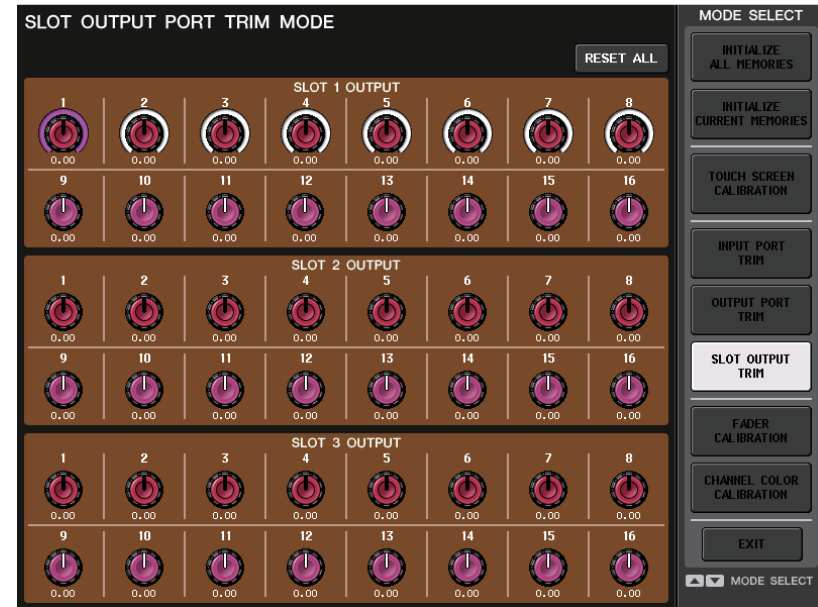 SLOT OUTPUT PORT TRIM MODE
RESET ALL
SLOT 1 OUTPUT
1 2 3 4 5 6 7 8
0.00 0.00 0.00 0.00 0.00 0.00 0.00 0.00
9 10 11 12 13 14 15 16
0.00 0.00 0.00 0.00 0.00 0.00 0.00 0.00
SLOT 2 OUTPUT
1 2 3 4 5 6 7 8
0.00 0.00 0.00 0.00 0.00 0.00 0.00 0.00
9 10 11 12 13 14 15 16
0.00 0.00 0.00 0.00 0.00 0.00 0.00 0.00
SLOT 3 OUTPUT
1 2 3 4 5 6 7 8
0.00 0.00 0.00 0.00 0.00 0.00 0.00 0.00
9 10 11 12 13 14 15 16
0.00 0.00 0.00 0.00 0.00 0.00 0.00 0.00
MODE SELECT
INITIALIZE
ALL MEMORIES
INITIALIZE
CURRENT MEMORIES
TOUCH SCREEN
CALIBRATION
INPUT PORT
TRIM
OUTPUT PORT
TRIM
SLOT OUTPUT
TRIM
FADER
CALIBRATION
CHANNEL COLOR
CALIBRATION
EXIT
MODE SELECT